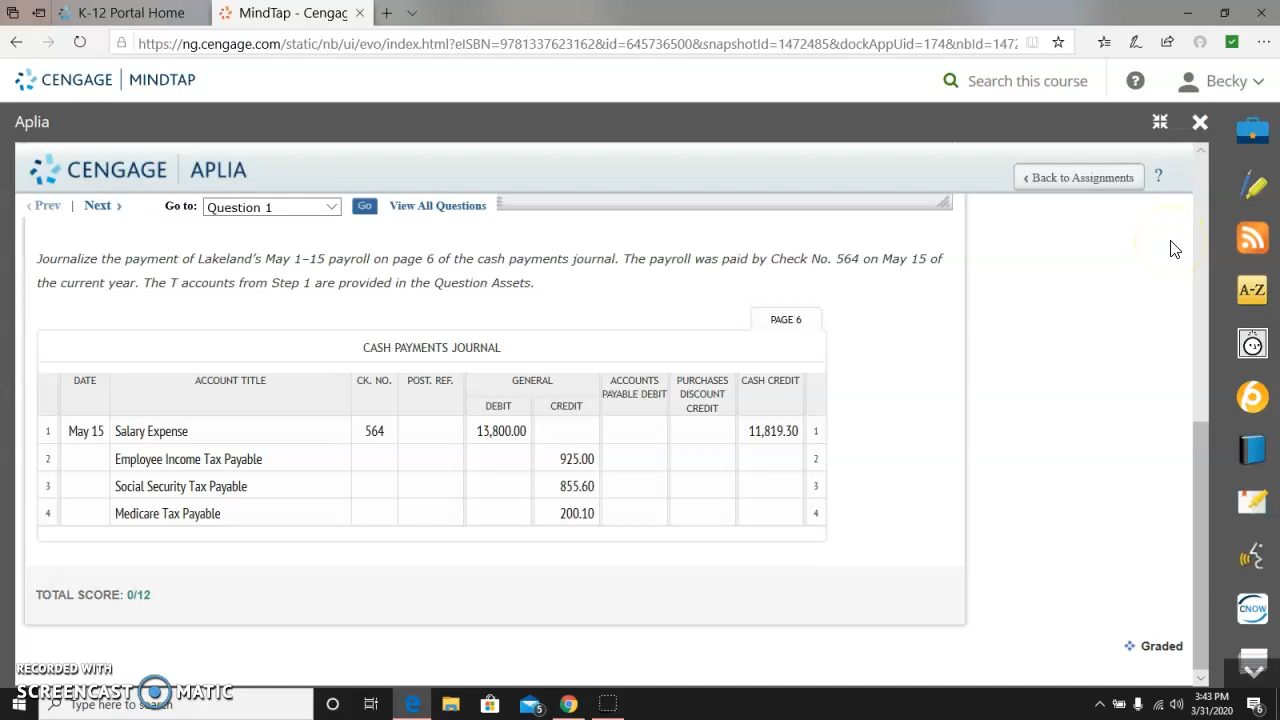 K-12 Portal Home
MindTap - Cengag
https://ng.cengage.com/static/nb/ui/evo/index.html?eISBN=9781337623162&id=645736500&snapshotId=1472485&dockAppUid=174&nbId=1472
CENGAGE | MINDTAP
Search this course
?
Becky
Aplia
CENGAGE | APLIA
‹ Back to Assignments
?
‹ Prev | Next ›
Go to:
Question 1
Go
View All Questions
Journalize the payment of Lakeland's May 1–15 payroll on page 6 of the cash payments journal. The payroll was paid by Check No. 564 on May 15 of
the current year. The T accounts from Step 1 are provided in the Question Assets.
PAGE 6
CASH PAYMENTS JOURNAL
DATE ACCOUNT TITLE CK. NO. POST. REF. GENERAL ACCOUNTS PURCHASES CASH CREDIT
PAYABLE DEBIT DISCOUNT
DEBIT CREDIT CREDIT
1 May 15 Salary Expense 564 13,800.00 11,819.30 1
2 Employee Income Tax Payable 925.00 2
3 Social Security Tax Payable 855.60 3
4 Medicare Tax Payable 200.10 4
TOTAL SCORE: 0/12
Graded
A-Z
CNOW
RECORDED WITH
SCREENCAST MATIC
Type here to search
5
3:43 PM
3/31/2020
6